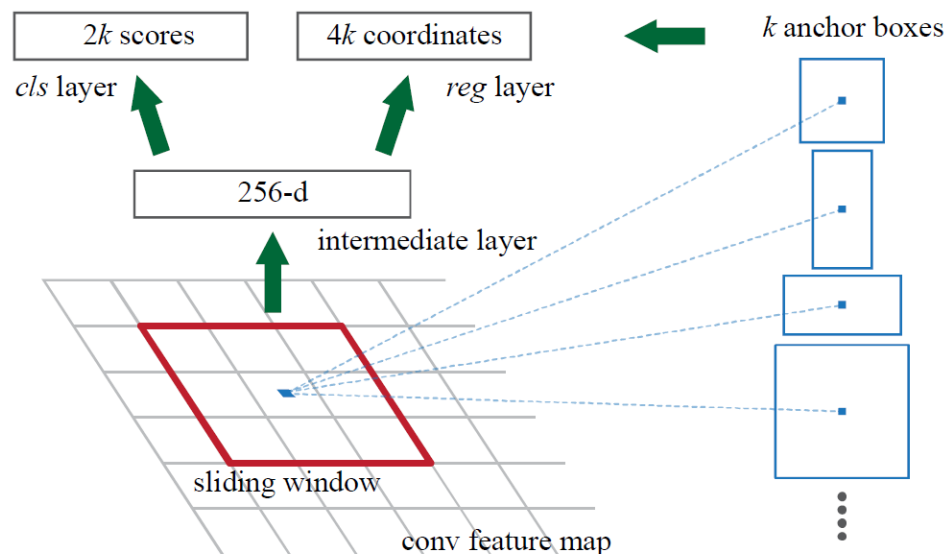 2k scores
4k coordinates
k anchor boxes
cls layer
reg layer
256-d
intermediate layer
sliding window
conv feature map